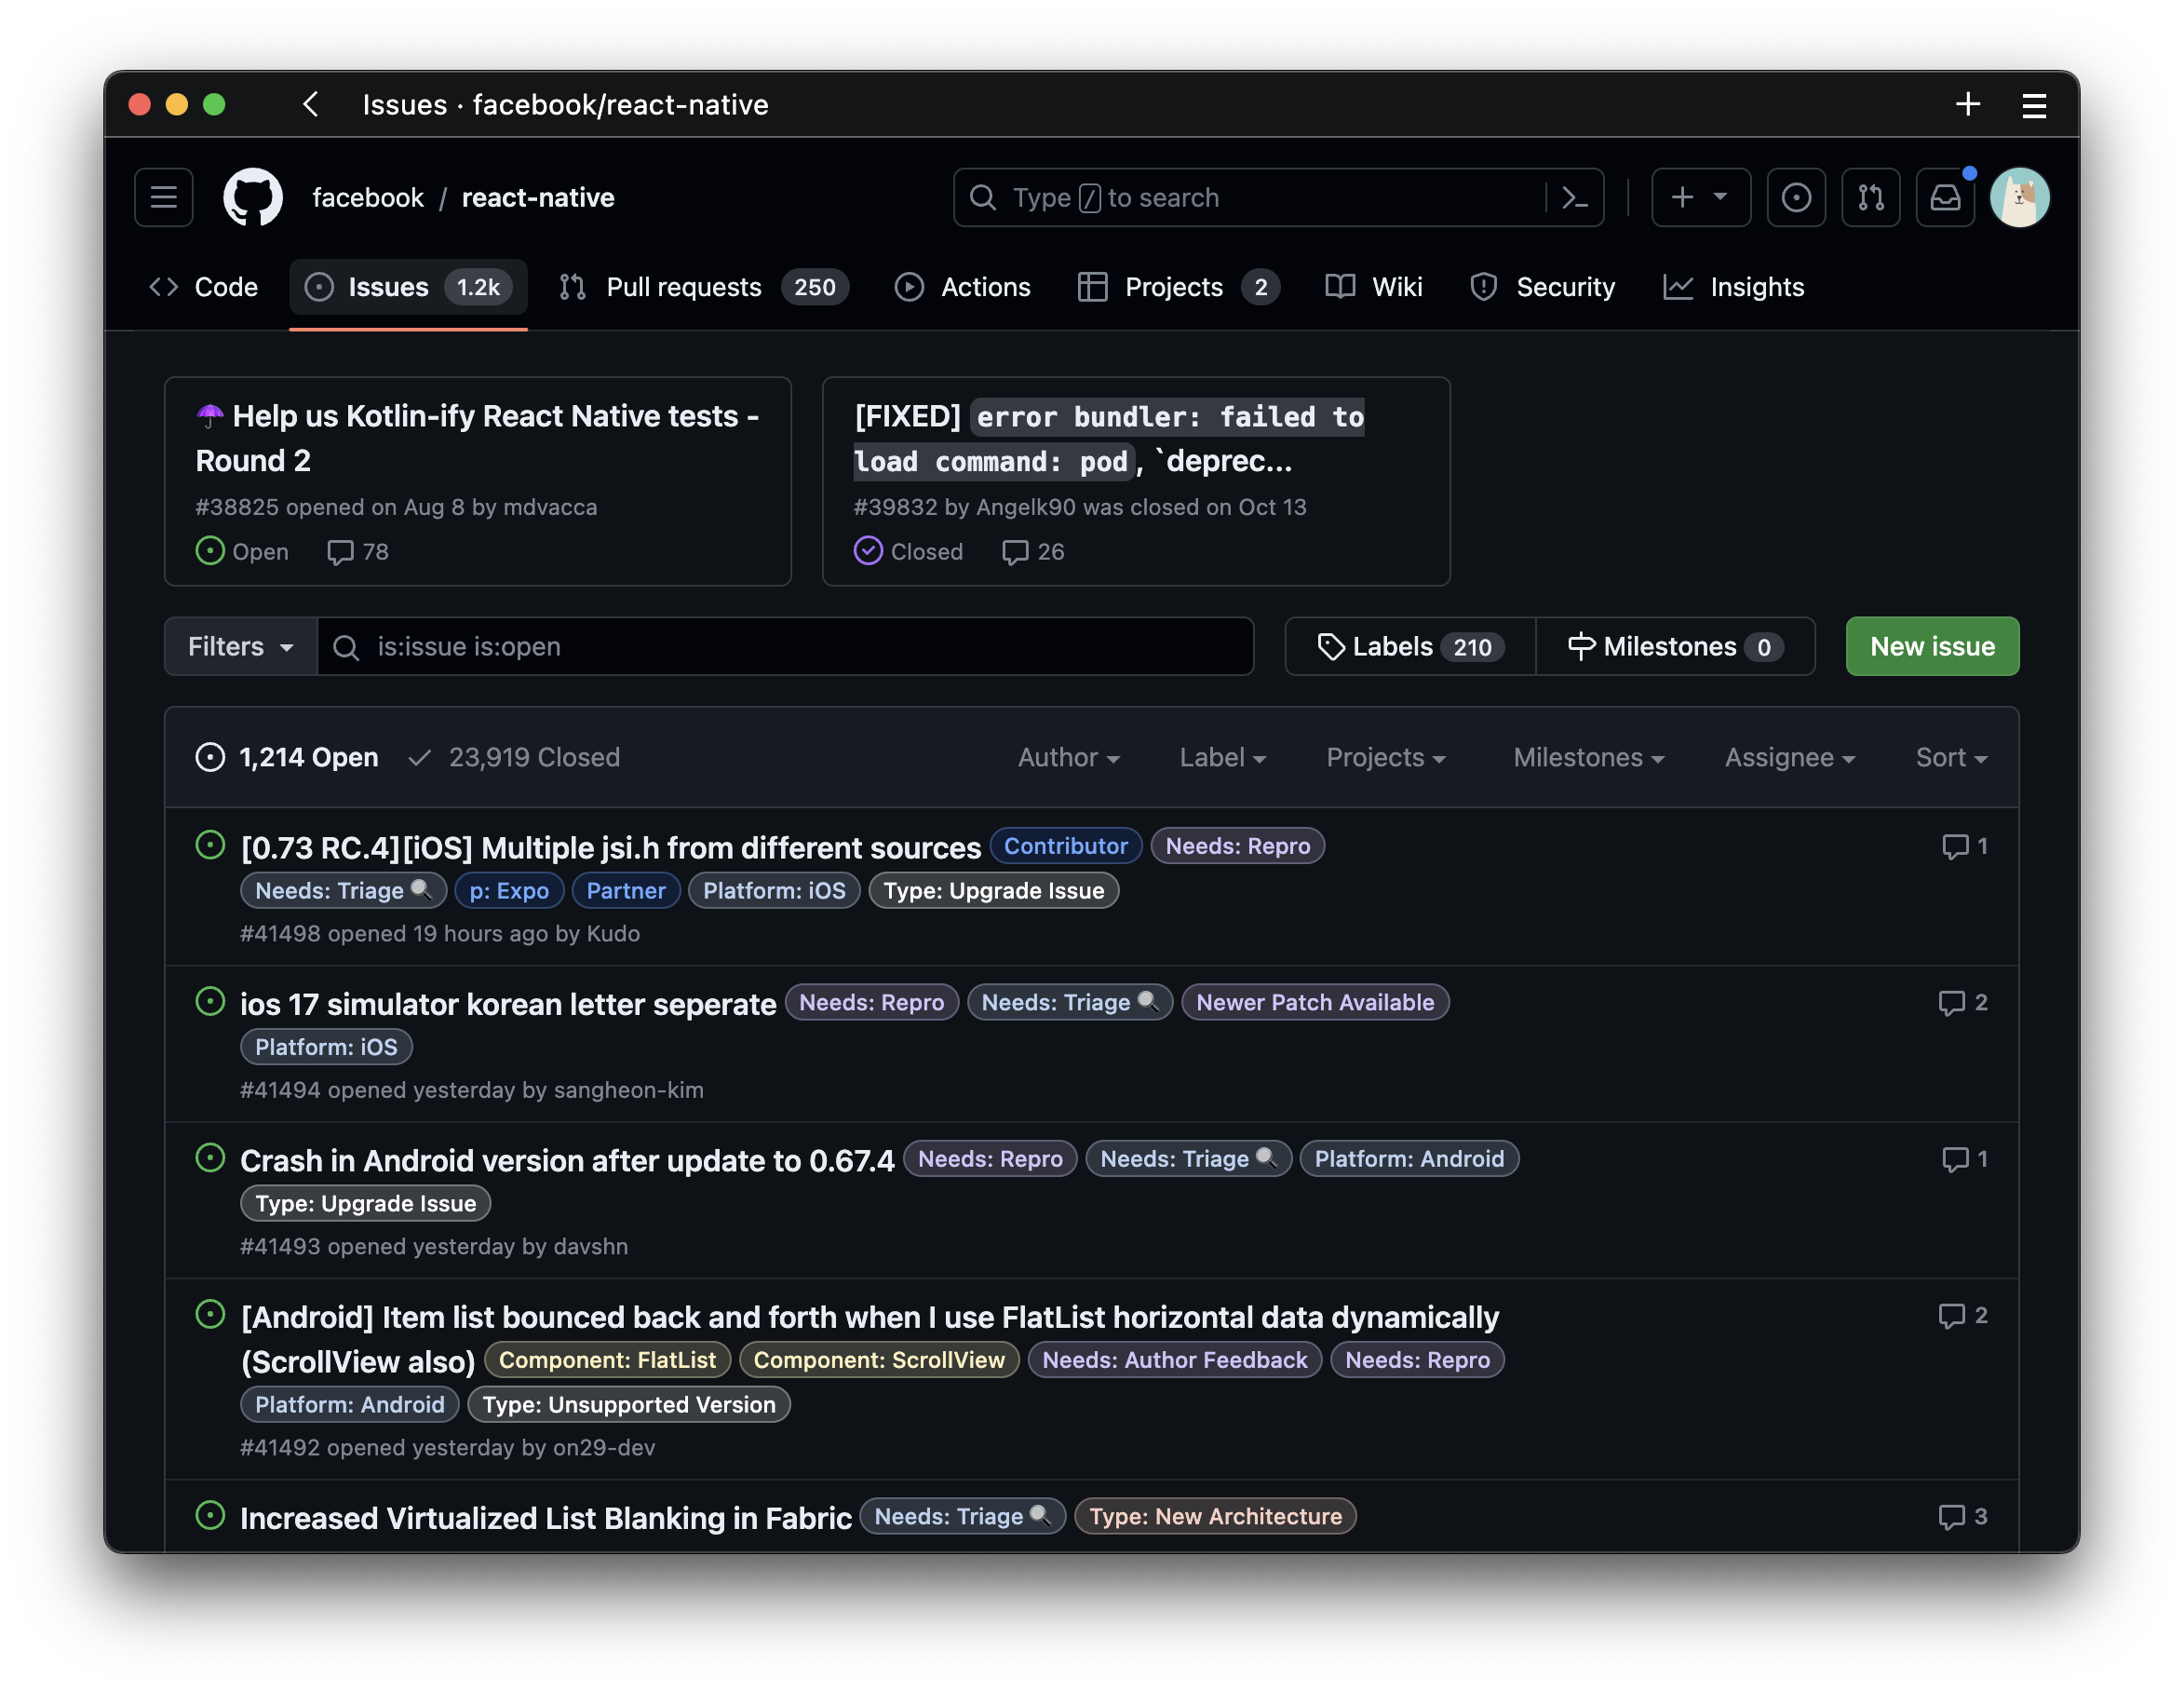 Issues · facebook/react-native
facebook / react-native
Type / to search
Code
Issues 1.2k
Pull requests 250
Actions
Projects 2
Wiki
Security
Insights
☂ Help us Kotlin-ify React Native tests -
Round 2
#38825 opened on Aug 8 by mdvacca
Open 78
[FIXED] error bundler: failed to
load command: pod, `deprec...
#39832 by Angelk90 was closed on Oct 13
Closed 26
Filters
is:issue is:open
Labels 210
Milestones 0
New issue
1,214 Open 23,919 Closed
Author
Label
Projects
Milestones
Assignee
Sort
[0.73 RC.4][iOS] Multiple jsi.h from different sources Contributor Needs: Repro 1
Needs: Triage 🔍 p: Expo Partner Platform: iOS Type: Upgrade Issue
#41498 opened 19 hours ago by Kudo
ios 17 simulator korean letter seperate Needs: Repro Needs: Triage 🔍 Newer Patch Available 2
Platform: iOS
#41494 opened yesterday by sangheon-kim
Crash in Android version after update to 0.67.4 Needs: Repro Needs: Triage 🔍 Platform: Android 1
Type: Upgrade Issue
#41493 opened yesterday by davshn
[Android] Item list bounced back and forth when I use FlatList horizontal data dynamically 2
(ScrollView also) Component: FlatList Component: ScrollView Needs: Author Feedback Needs: Repro
Platform: Android Type: Unsupported Version
#41492 opened yesterday by on29-dev
Increased Virtualized List Blanking in Fabric Needs: Triage 🔍 Type: New Architecture 3